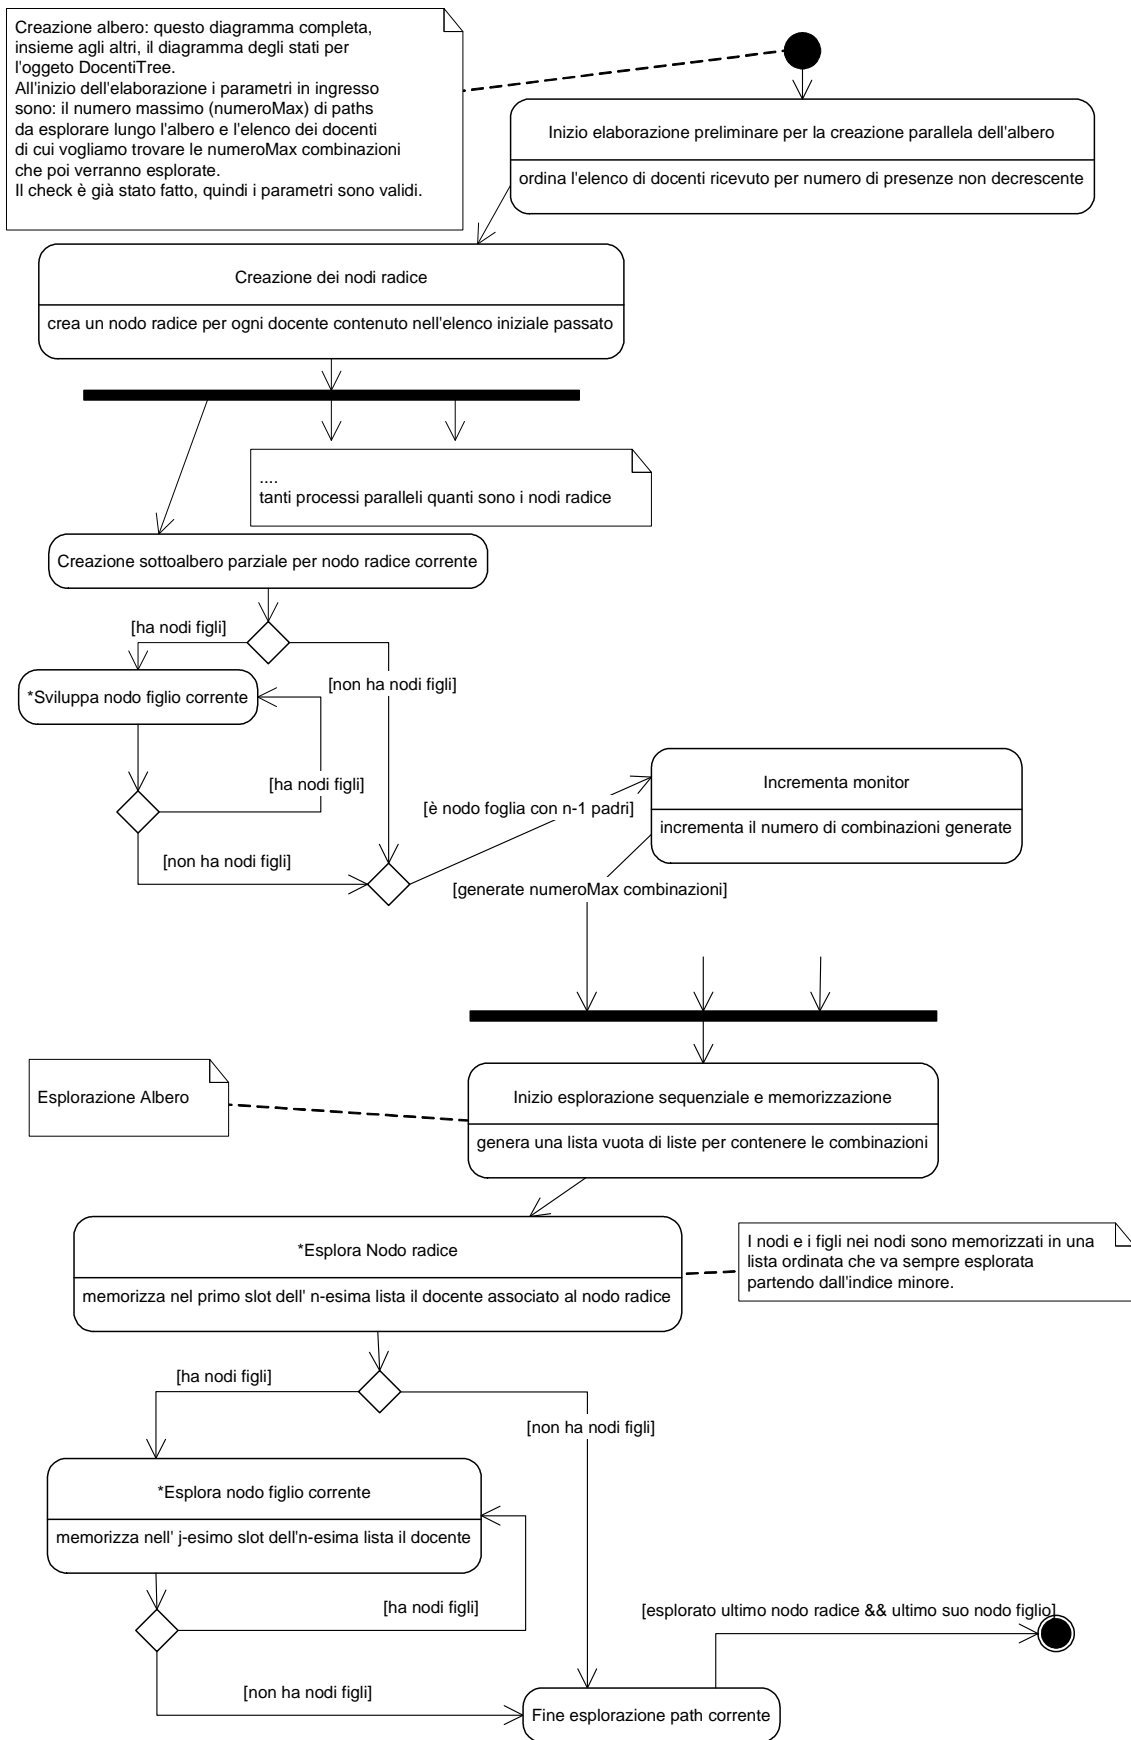 Creazione albero: questo diagramma completa,
insieme agli altri, il diagramma degli stati per
l'oggetto DocentiTree.
All'inizio dell'elaborazione i parametri in ingresso
sono: il numero massimo (numeroMax) di paths
da esplorare lungo l'albero e l'elenco dei docenti
di cui vogliamo trovare le numeroMax combinazioni
che poi verranno esplorate.
Il check è già stato fatto, quindi i parametri sono validi.
Inizio elaborazione preliminare per la creazione parallela dell'albero
ordina l'elenco di docenti ricevuto per numero di presenze non decrescente
Creazione dei nodi radice
crea un nodo radice per ogni docente contenuto nell'elenco iniziale passato
....
tanti processi paralleli quanti sono i nodi radice
Creazione sottoalbero parziale per nodo radice corrente
[ha nodi figli]
[non ha nodi figli]
*Sviluppa nodo figlio corrente
[ha nodi figli]
[non ha nodi figli]
[è nodo foglia con n-1 padri]
Incrementa monitor
incrementa il numero di combinazioni generate
[generate numeroMax combinazioni]
Esplorazione Albero
Inizio esplorazione sequenziale e memorizzazione
genera una lista vuota di liste per contenere le combinazioni
*Esplora Nodo radice
memorizza nel primo slot dell' n-esima lista il docente associato al nodo radice
I nodi e i figli nei nodi sono memorizzati in una
lista ordinata che va sempre esplorata
partendo dall'indice minore.
[ha nodi figli]
[non ha nodi figli]
*Esplora nodo figlio corrente
memorizza nell' j-esimo slot dell'n-esima lista il docente
[ha nodi figli]
[non ha nodi figli]
[esplorato ultimo nodo radice && ultimo suo nodo figlio]
Fine esplorazione path corrente